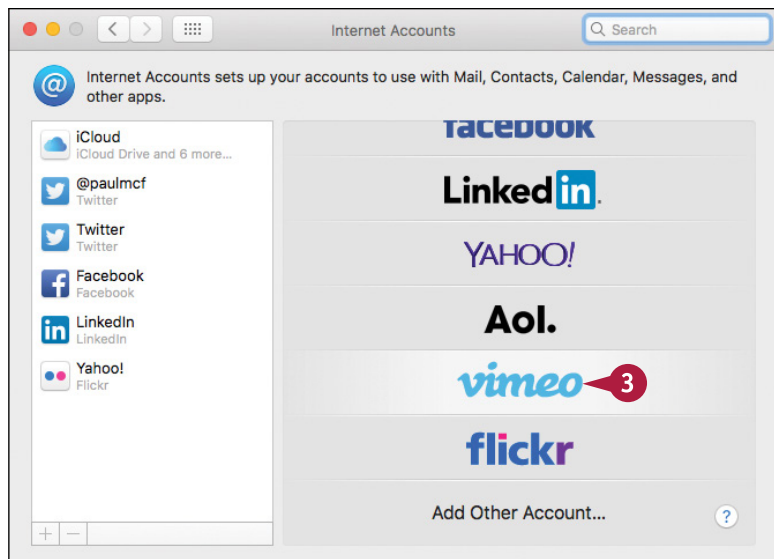 Internet Accounts
Search
Internet Accounts sets up your accounts to use with Mail, Contacts, Calendar, Messages, and
other apps.
iCloud
iCloud Drive and 6 more...
@paulmcf
Twitter
Twitter
Twitter
Facebook
Facebook
LinkedIn
LinkedIn
Yahoo!
Flickr
facebook
Linked in.
YAHOO!
Aol.
vimeo
3
flickr
Add Other Account...
?